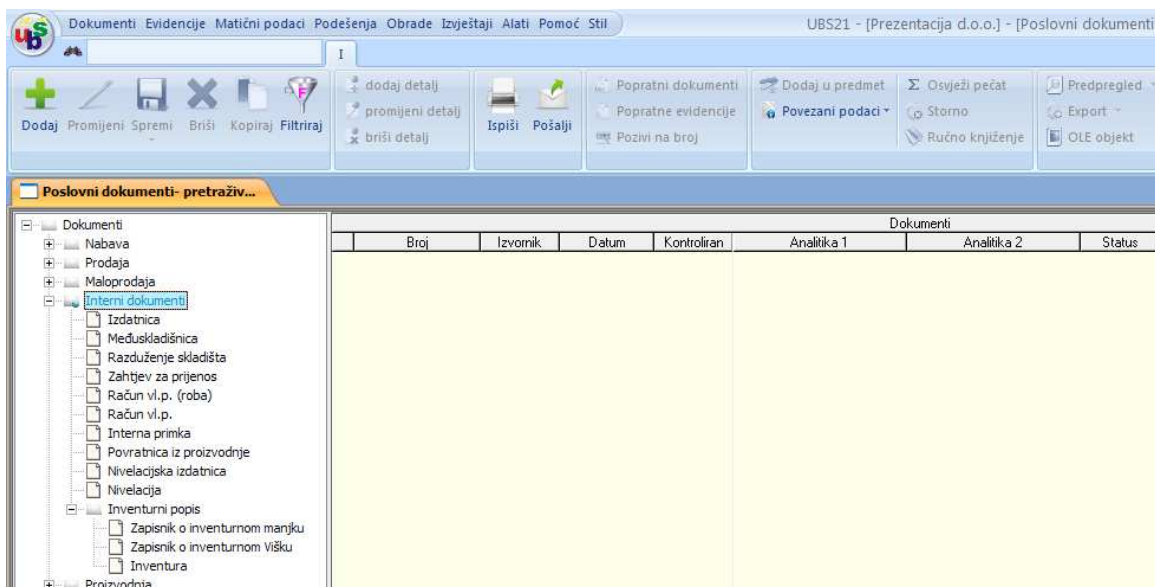 Dokumenti Evidencije Matični podaci Podešenja Obrade Izvještaji Alati Pomoć Stil
UBS21 - [Prezentacija d.o.o.] - [Poslovni dokumenti
ubs
I
Dodaj Promijeni Spremi Briši Kopiraj Filtriraj
dodaj detalj
promijeni detalj
briši detalj
Ispiši Pošalji
Popratni dokumenti
Popratne evidencije
Pozivi na broj
Dodaj u predmet
Povezani podaci
Σ Osvježi pečat
Storno
Ručno knjiženje
Predpregled
Export
OLE objekt
Poslovni dokumenti- pretraživ...
Dokumenti
Nabava
Prodaja
Maloprodaja
Interni dokumenti
Izdatnica
Međuskladišnica
Razduženje skladišta
Zahtjev za prijenos
Račun vl.p. (roba)
Račun vl.p.
Interna primka
Povratnica iz proizvodnje
Nivelacijska izdatnica
Nivelacija
Inventurni popis
Zapisnik o inventurnom manjku
Zapisnik o inventurnom Višku
Inventura
Proizvodnja
Dokumenti
Broj Izvornik Datum Kontroliran Analitika 1 Analitika 2 Status